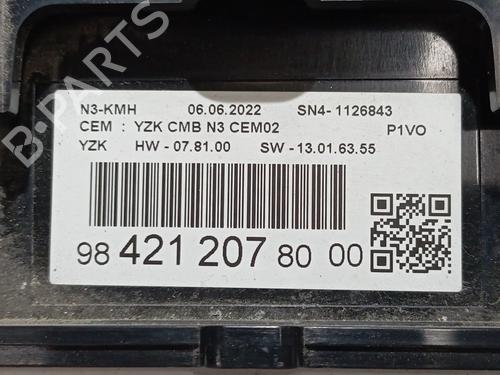 N3-KMH 06.06.2022 SN4- 1126843
CEM : YZK CMB N3 CEM02 P1VO
YZK HW - 07.81.00 SW - 13.01.63.55
98 421 207 80 00
B-PARTS